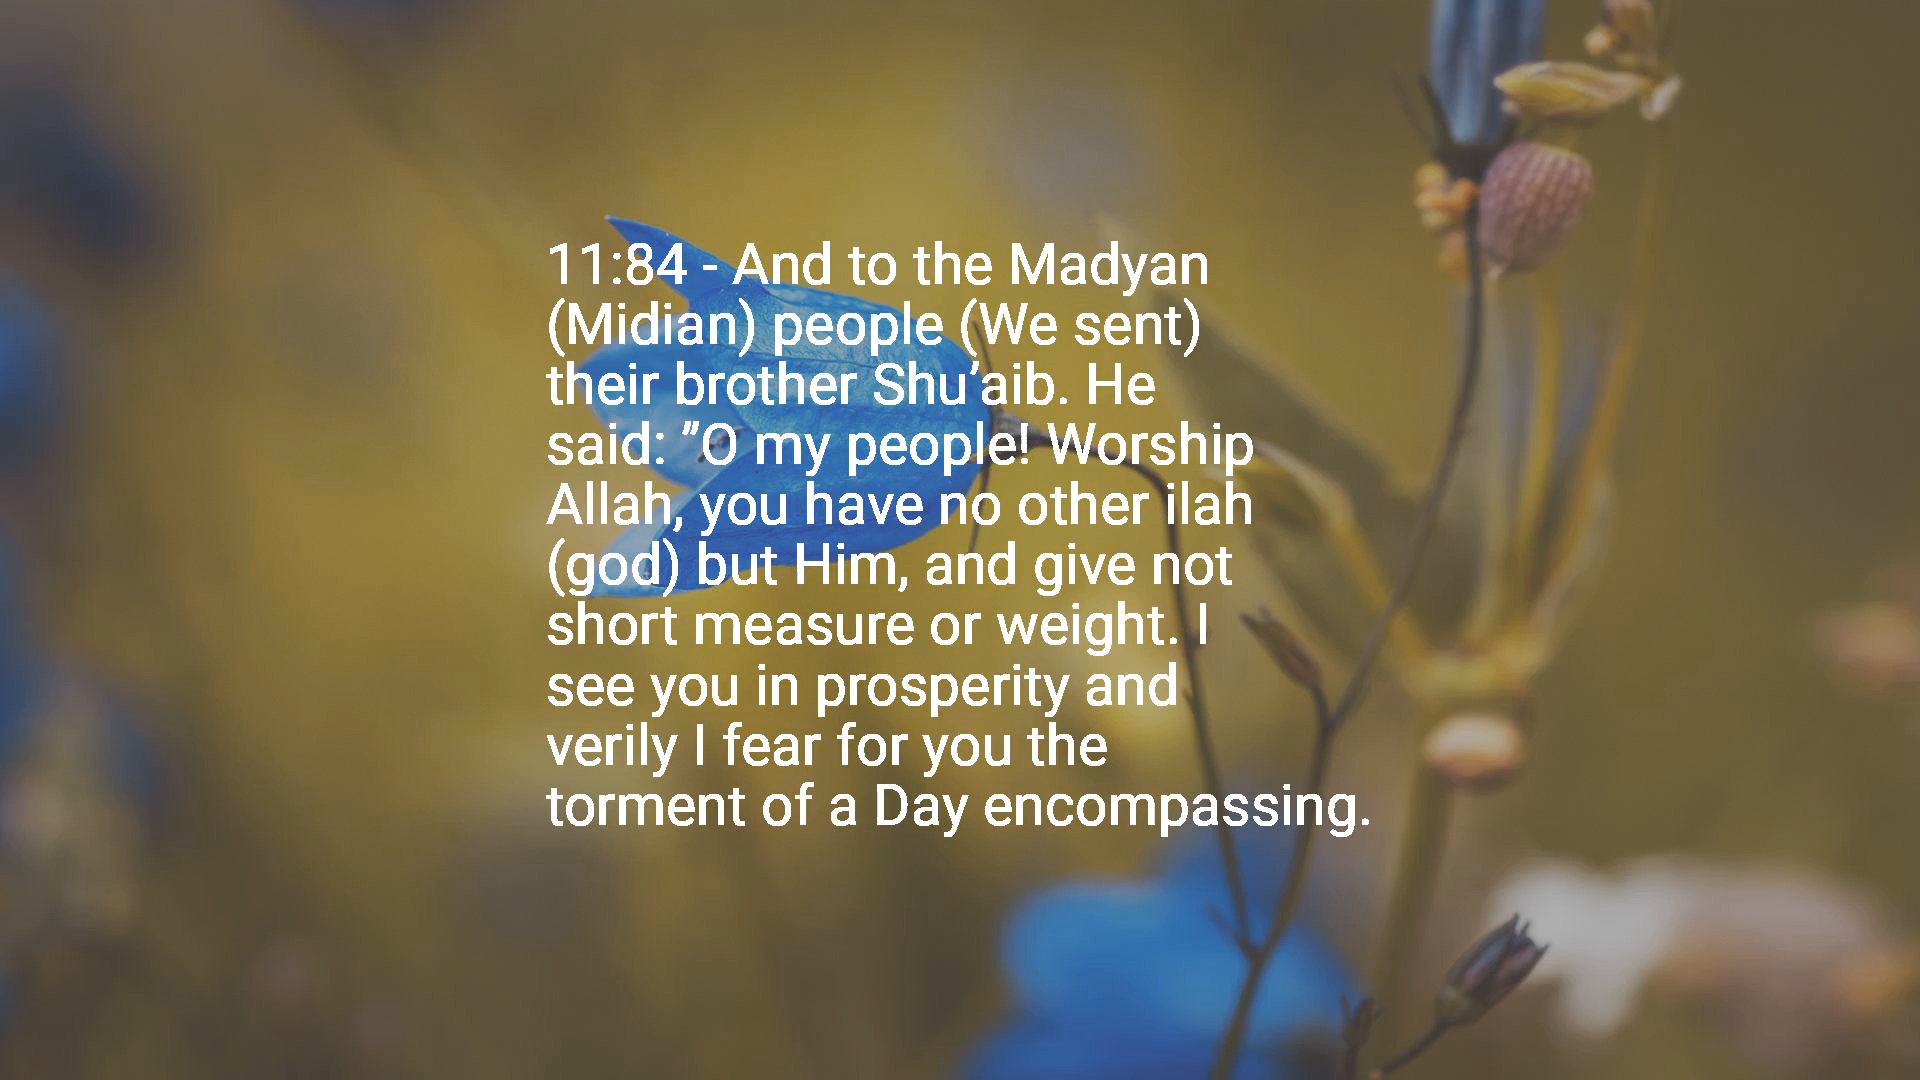 11:84 - And to the Madyan
(Midian) people (We sent)
their brother Shu’aib. He
said: ”O my people! Worship
Allah, you have no other ilah
(god) but Him, and give not
short measure or weight. I
see you in prosperity and
verily I fear for you the
torment of a Day encompassing.